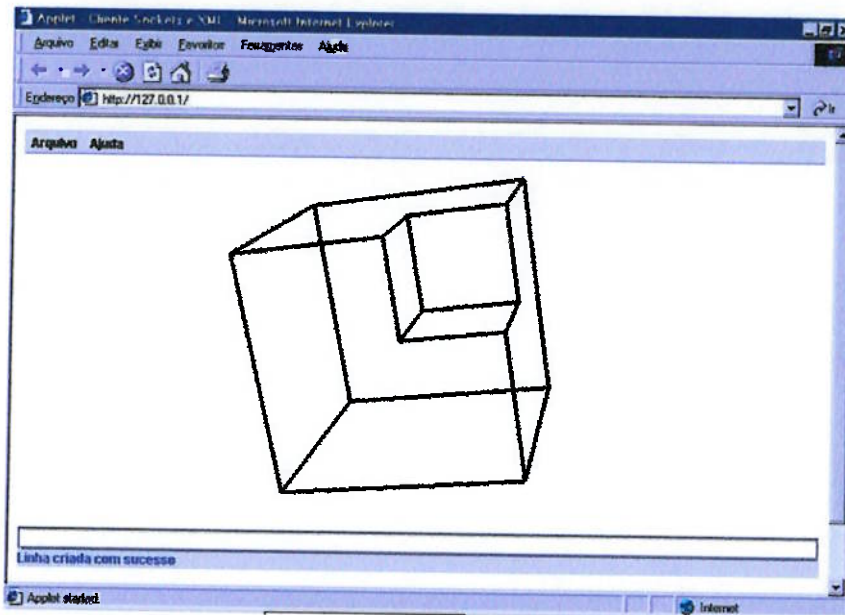 Applet - Cliente Sockets e XML - Microsoft Internet Explorer
Arquivo Editar Exibir Favoritos Ferramentas Ajuda
Endereço http://127.0.0.1/ Ir
Arquivo Ajuda
Linha criada com sucesso
Applet started. Internet